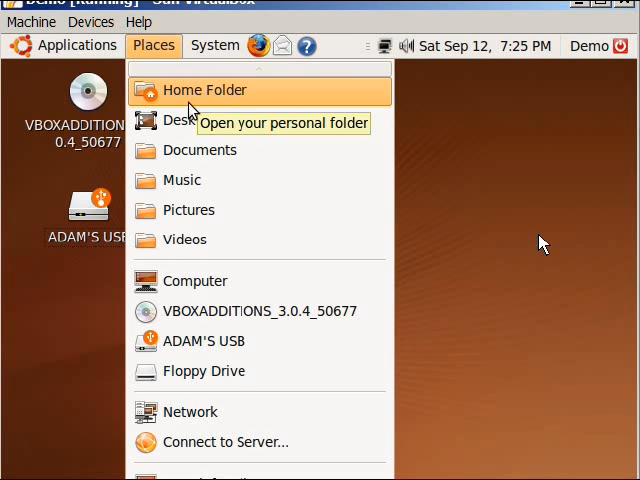 Demo [Running] - Sun VirtualBox
Machine Devices Help
Applications Places System Sat Sep 12, 7:25 PM Demo
VBOXADDITION
0.4_50677
ADAM'S USB
Home Folder
Desk
Open your personal folder
Documents
Music
Pictures
Videos
Computer
VBOXADDITIONS_3.0.4_50677
ADAM'S USB
Floppy Drive
Network
Connect to Server...